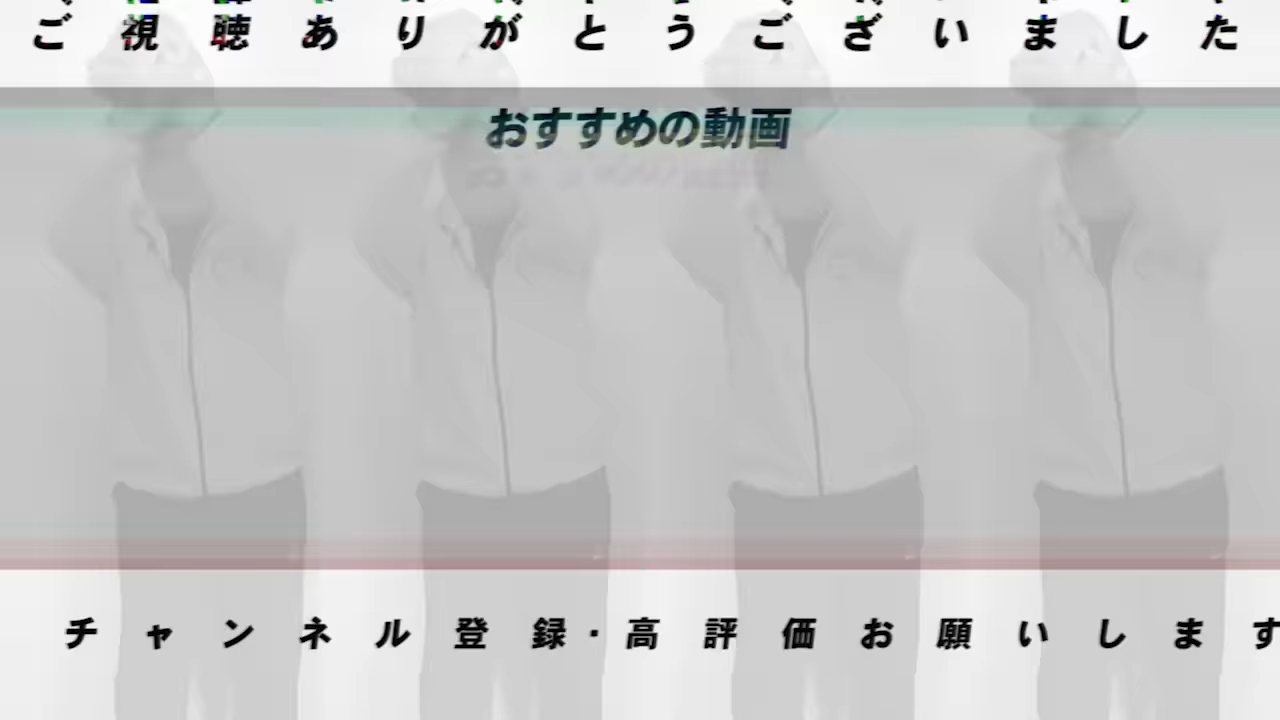 ご視聴ありがとうございました
おすすめの動画
チャンネル登録・高評価お願いします